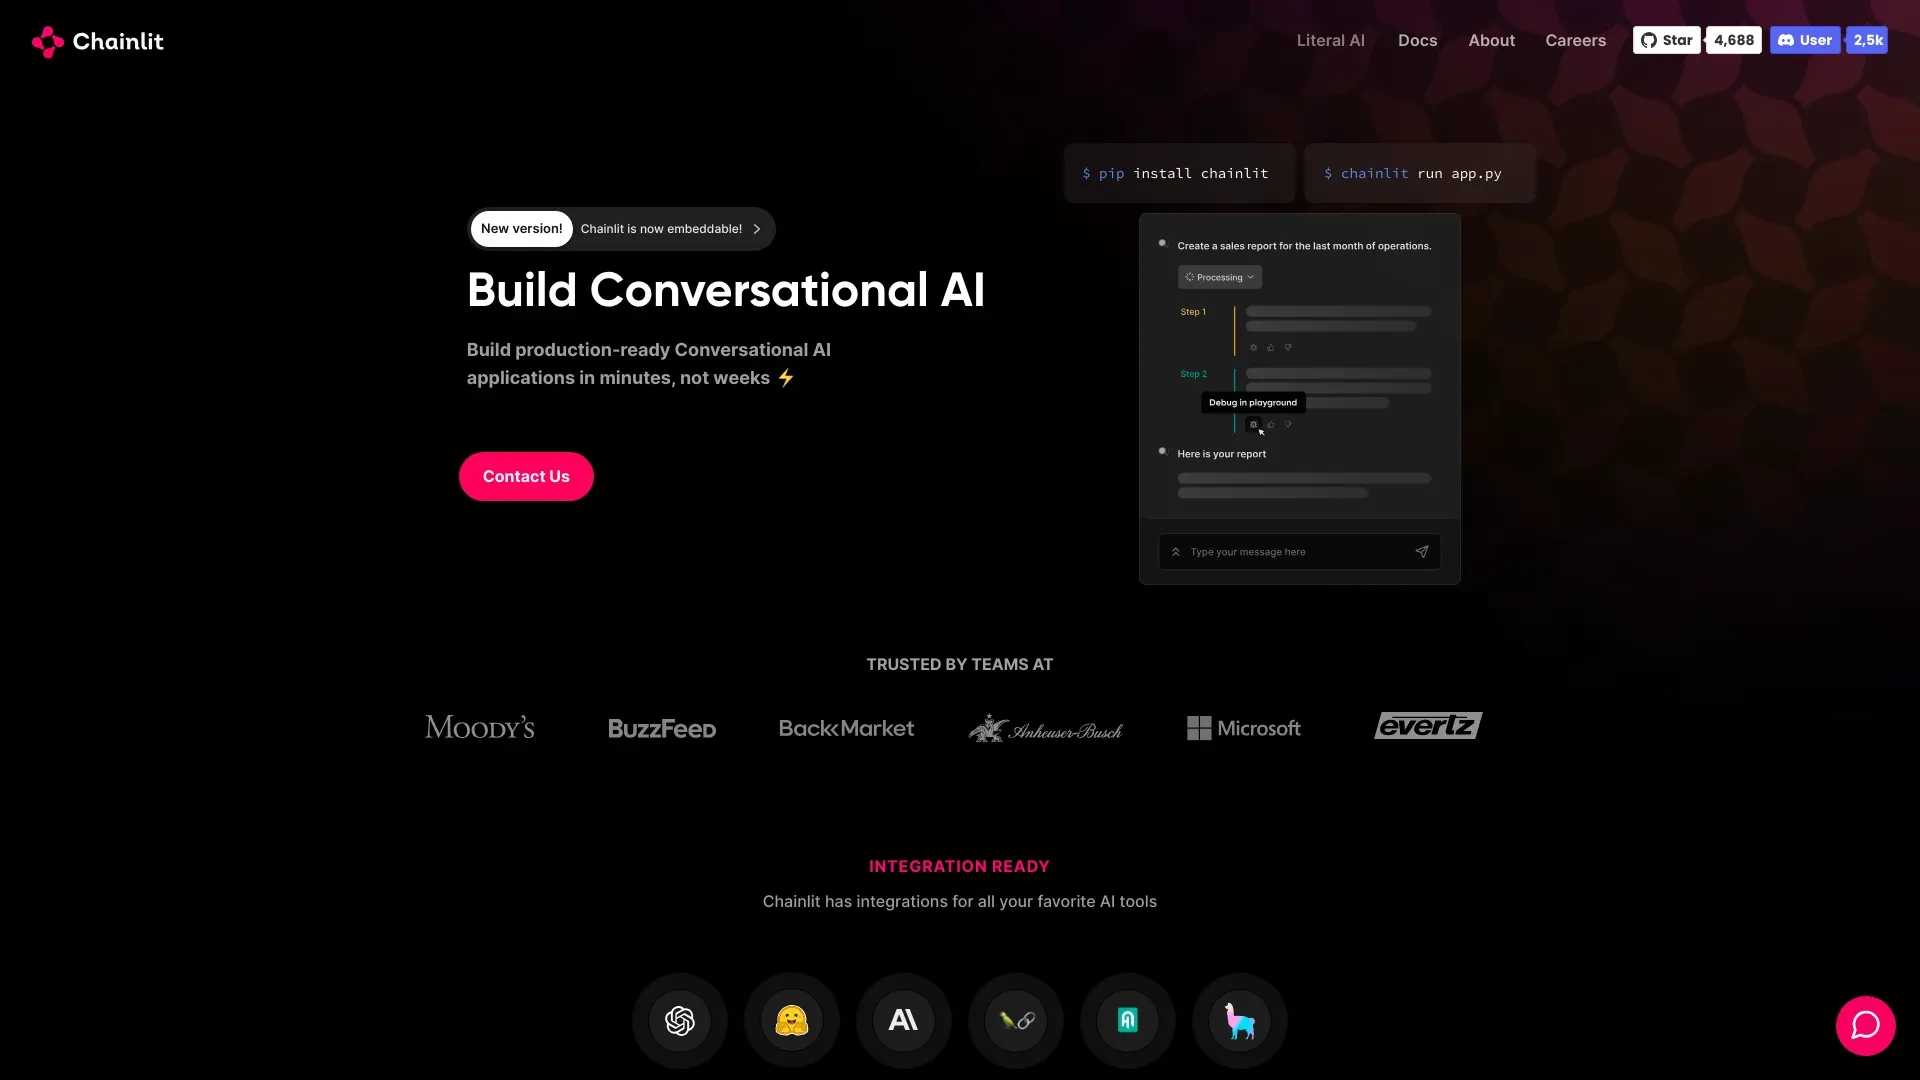 Chainlit
Literal AI
Docs
About
Careers
Star
4,688
User
2,5k
$ pip install chainlit
$ chainlit run app.py
New version!
Chainlit is now embeddable!
Build Conversational AI
Build production-ready Conversational AI
applications in minutes, not weeks ⚡
Contact Us
Create a sales report for the last month of operations.
Processing
Step 1
Step 2
Debug in playground
Here is your report
Type your message here
TRUSTED BY TEAMS AT
MOODY'S
BuzzFeed
Back Market
Anheuser-Busch
Microsoft
evertz
INTEGRATION READY
Chainlit has integrations for all your favorite AI tools